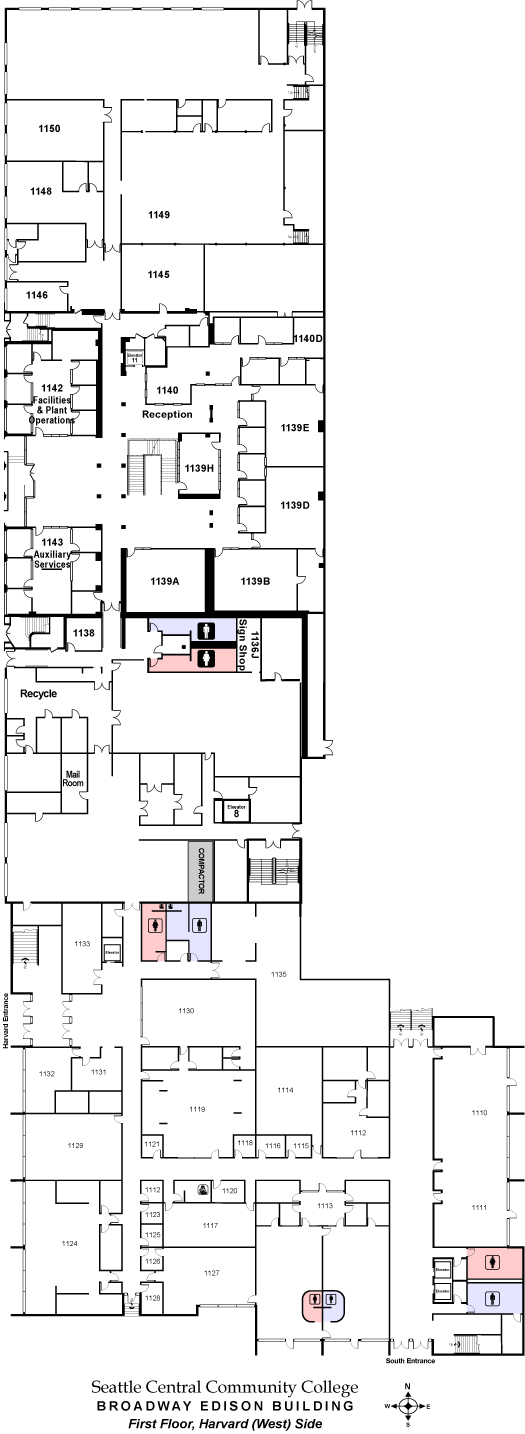 1150
1148
1149
1145
1146
1140D
Elevator
11
1142
Facilities
& Plant
Operations
1140
Reception
1139E
1139H
1139D
1143
Auxiliary
Services
1139A
1139B
1138
1136J
Sign Shop
Recycle
Mail
Room
Elevator
8
COMPACTOR
1133
Elevator
1135
Harvard Entrance
1130
1132
1131
1114
1119
1110
1112
1121
1118
1116
1115
1129
1112
1120
1113
1123
1111
1117
1125
1124
1126
1127
Elevator
Elevator
1128
South Entrance
Seattle Central Community College
BROADWAY EDISON BUILDING
First Floor, Harvard (West) Side
N
W
E
S